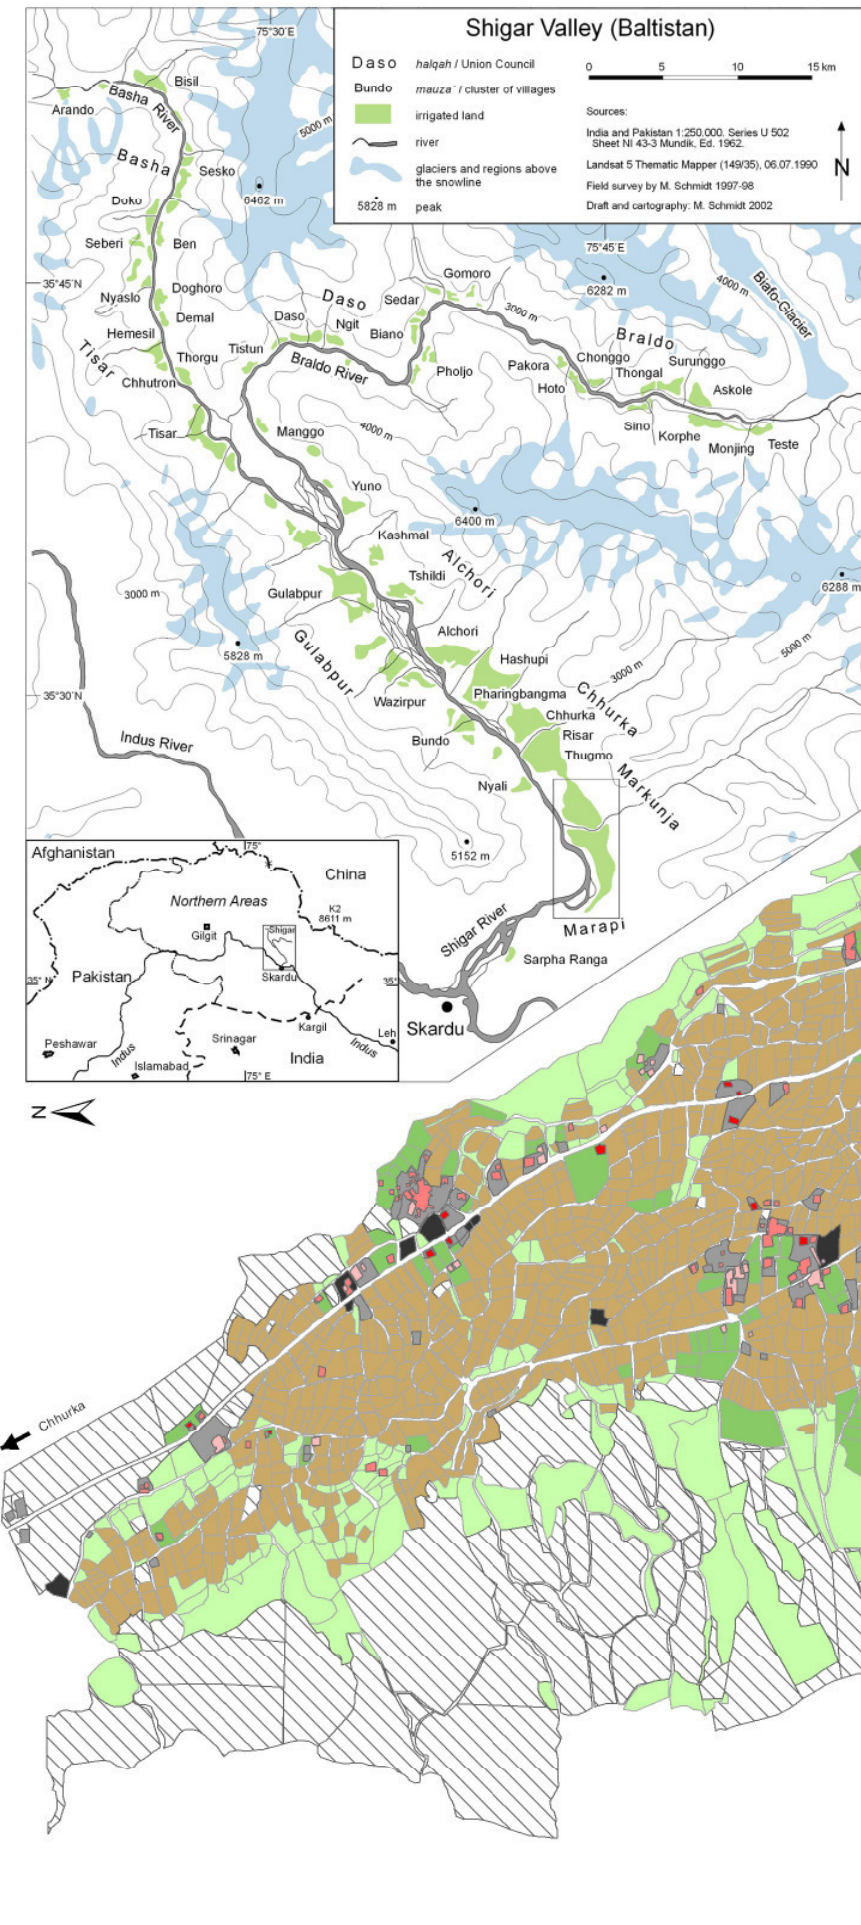 Shigar Valley (Baltistan)
Daso halqah / Union Council
Bundo mauza / cluster of villages
irrigated land
river
glaciers and regions above
the snowline
5828 m peak
0 5 10 15 km
Sources:
India and Pakistan 1:250.000. Series U 502
Sheet NI 43-3 Mundik, Ed. 1962.
Landsat 5 Thematic Mapper (149/35), 06.07.1990
Field survey by M. Schmidt 1997-98
Draft and cartography: M. Schmidt 2002
N
75°30´E
Bisil
Arando
Basha River
5000 m
Basha
Sesko
6462 m
Doko
Seberi
Ben
75°45´E
35°45´N
Gomoro
Doghoro
Nyaslo
Daso
Sedar
6282 m
4000 m
Biafo-Glacier
Demal
Daso
Ngit
3000 m
Hemesil
Biano
Braldo
Tisar
Thorgu
Tistun
Braldo River
Pholjo
Pakora
Chonggo
Surunggo
Thongal
Chhutron
Hoto
Askole
Tisar
Manggo
4000 m
Sino
Korphe
Monjing
Teste
Yuno
6400 m
Kashmal
Alchori
Tshildi
6288 m
3000 m
Gulabpur
Alchori
5828 m
Gulabpur
Hashupi
3000 m
5000 m
35°30´N
Wazirpur
Pharingbangma
Chhurka
Chhurka
Indus River
Bundo
Risar
Thugmo
Nyali
Markunja
5152 m
Shigar River
Marapi
Sarpha Ranga
Skardu
Afghanistan
75°
China
Northern Areas
K2
8611 m
Gilgit
Shigar
35° N
Pakistan
Skardu
35°
Kargil
Peshawar
Indus
Srinagar
Indus
Leh
Islamabad
India
75° E
N
Chhurka